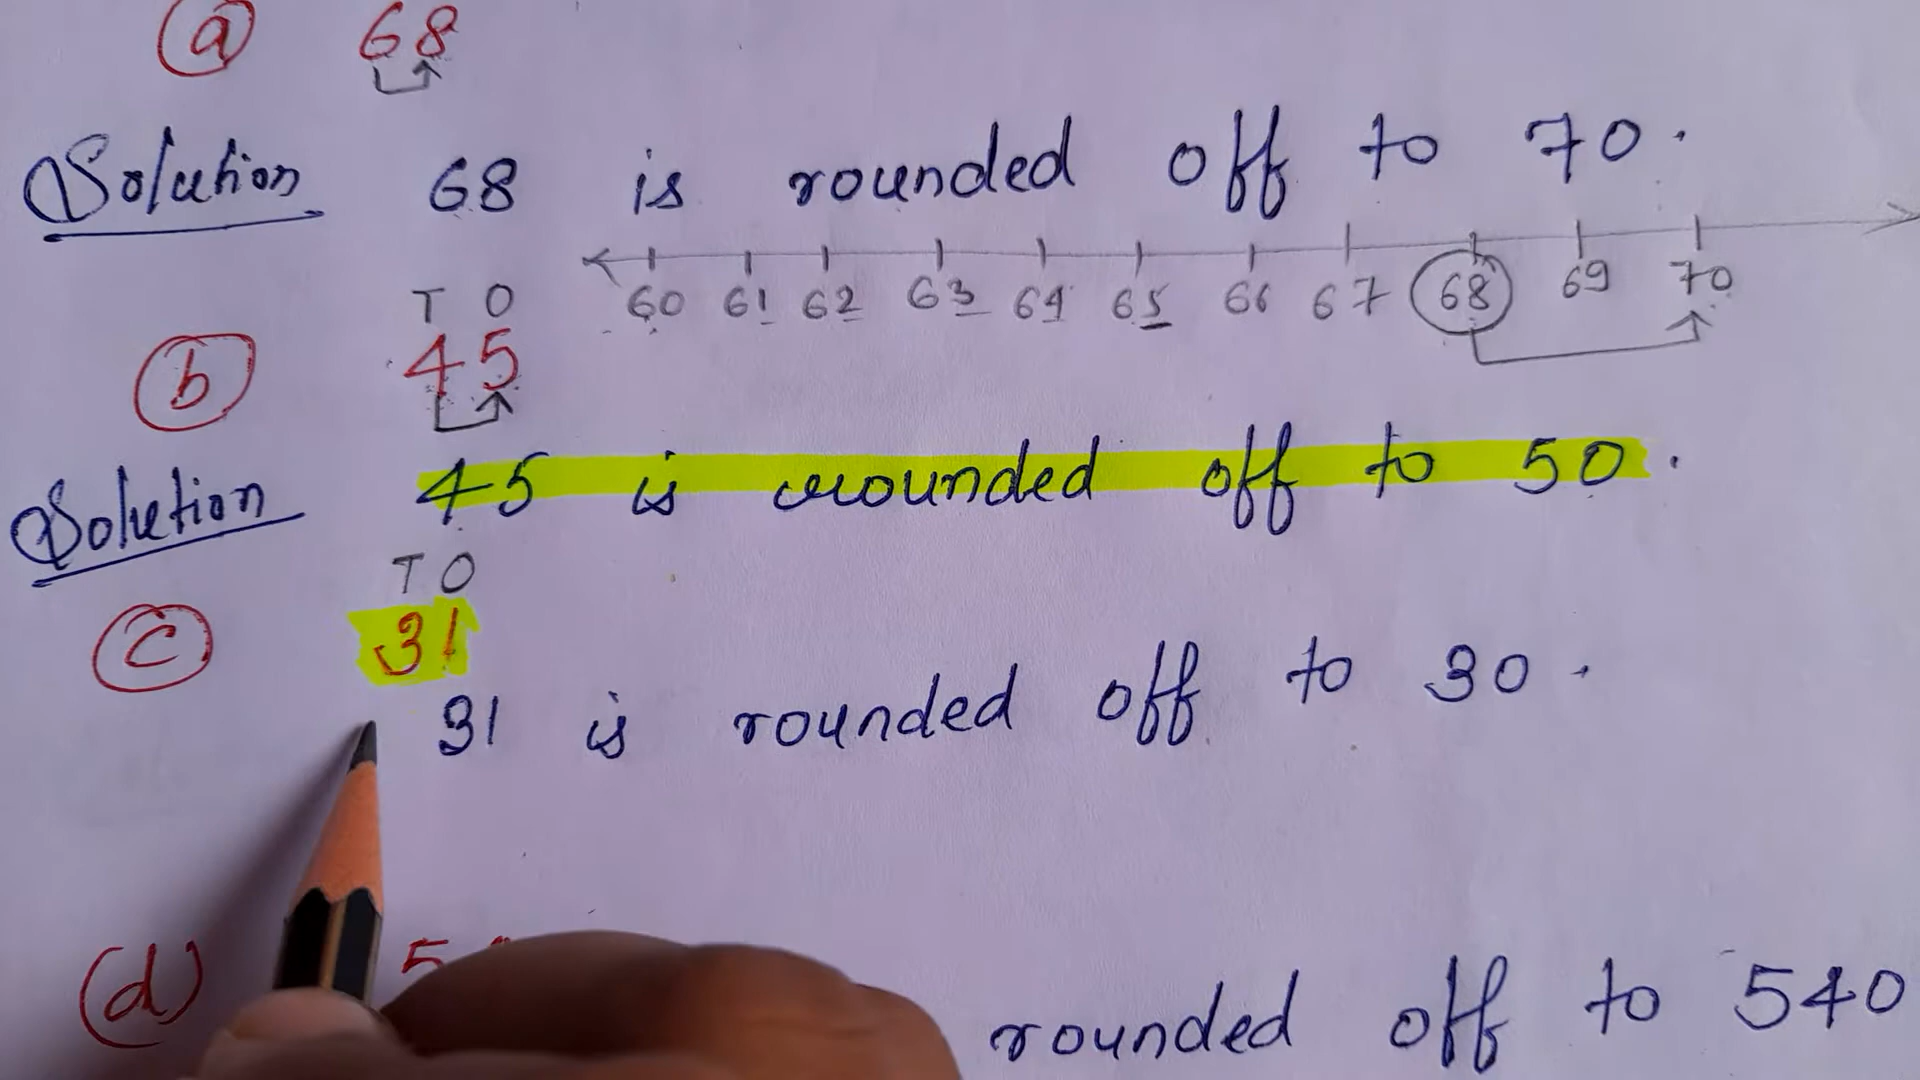 (a) 68
Solution 68 is rounded off to 70.
60 61 62 63 64 65 66 67 68 69 70
T O
(b) 45
Solution 45 is rounded off to 50.
T O
(c) 31
31 is rounded off to 30.
(d) 5
rounded off to 540